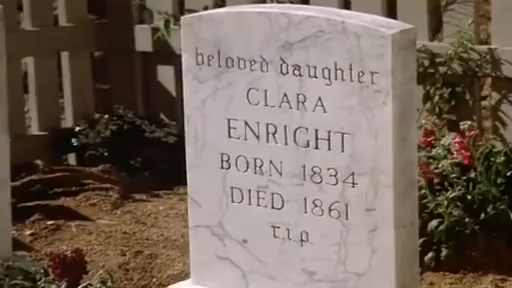 beloved daughter
CLARA
ENRIGHT
BORN 1834
DIED 1861
r.i.p